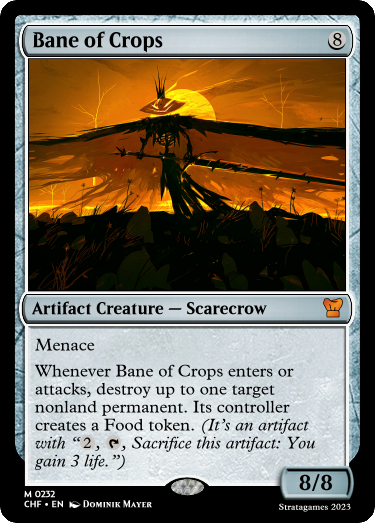 Bane of Crops 8
Artifact Creature — Scarecrow
Menace
Whenever Bane of Crops enters or
attacks, destroy up to one target
nonland permanent. Its controller
creates a Food token. (It's an artifact
with “2, , Sacrifice this artifact: You
gain 3 life.”)
8/8
M 0232
CHF • EN Dominik Mayer
Stratagames 2023